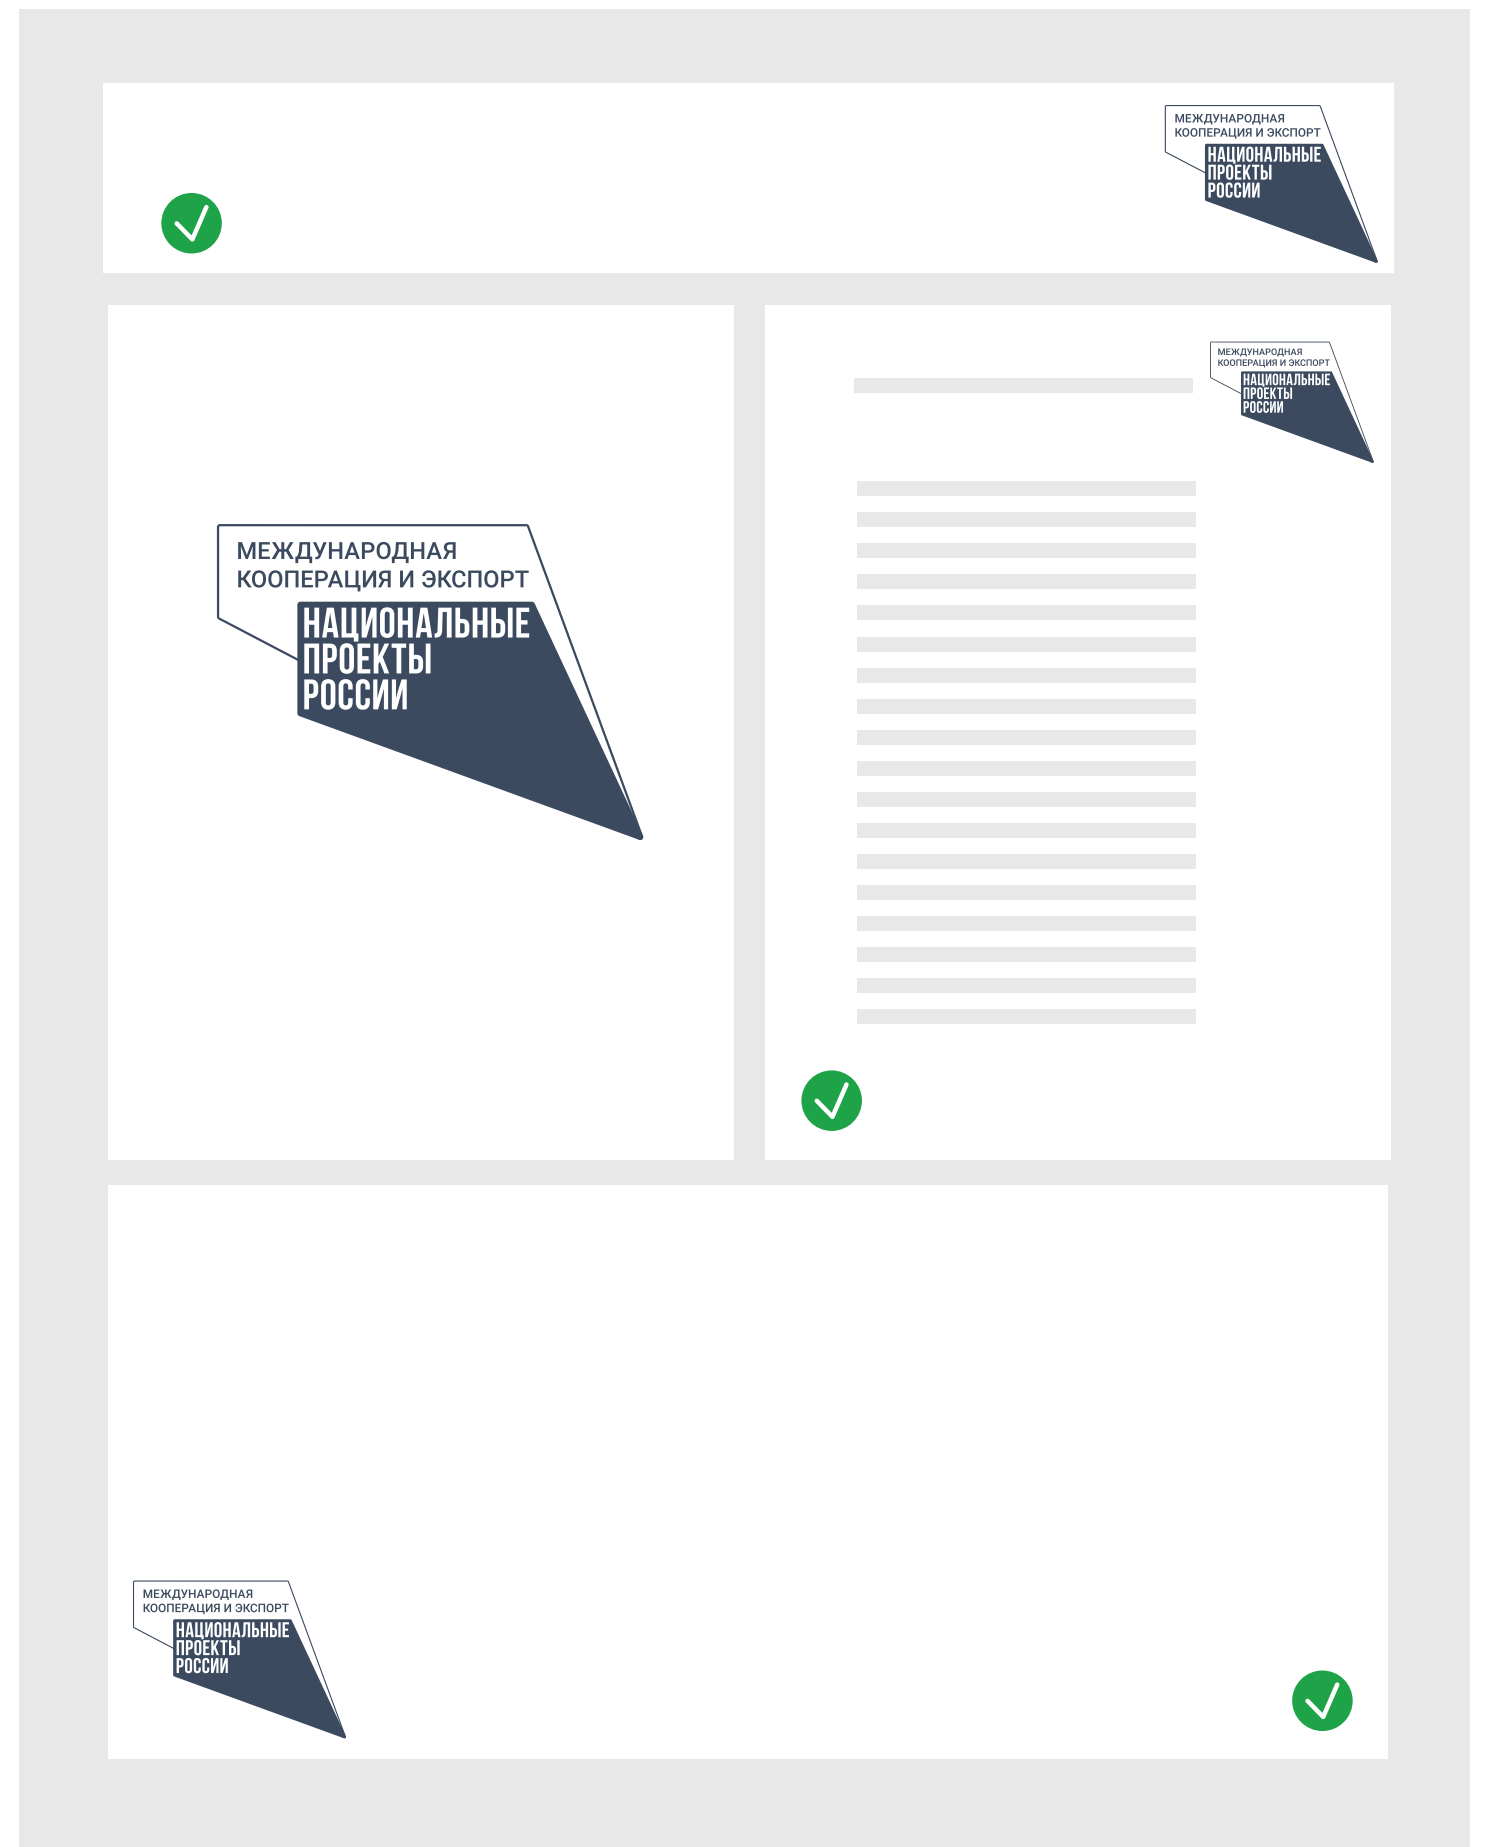 МЕЖДУНАРОДНАЯ
КООПЕРАЦИЯ И ЭКСПОРТ
НАЦИОНАЛЬНЫЕ
ПРОЕКТЫ
РОССИИ
МЕЖДУНАРОДНАЯ
КООПЕРАЦИЯ И ЭКСПОРТ
НАЦИОНАЛЬНЫЕ
ПРОЕКТЫ
РОССИИ
МЕЖДУНАРОДНАЯ
КООПЕРАЦИЯ И ЭКСПОРТ
НАЦИОНАЛЬНЫЕ
ПРОЕКТЫ
РОССИИ
МЕЖДУНАРОДНАЯ
КООПЕРАЦИЯ И ЭКСПОРТ
НАЦИОНАЛЬНЫЕ
ПРОЕКТЫ
РОССИИ